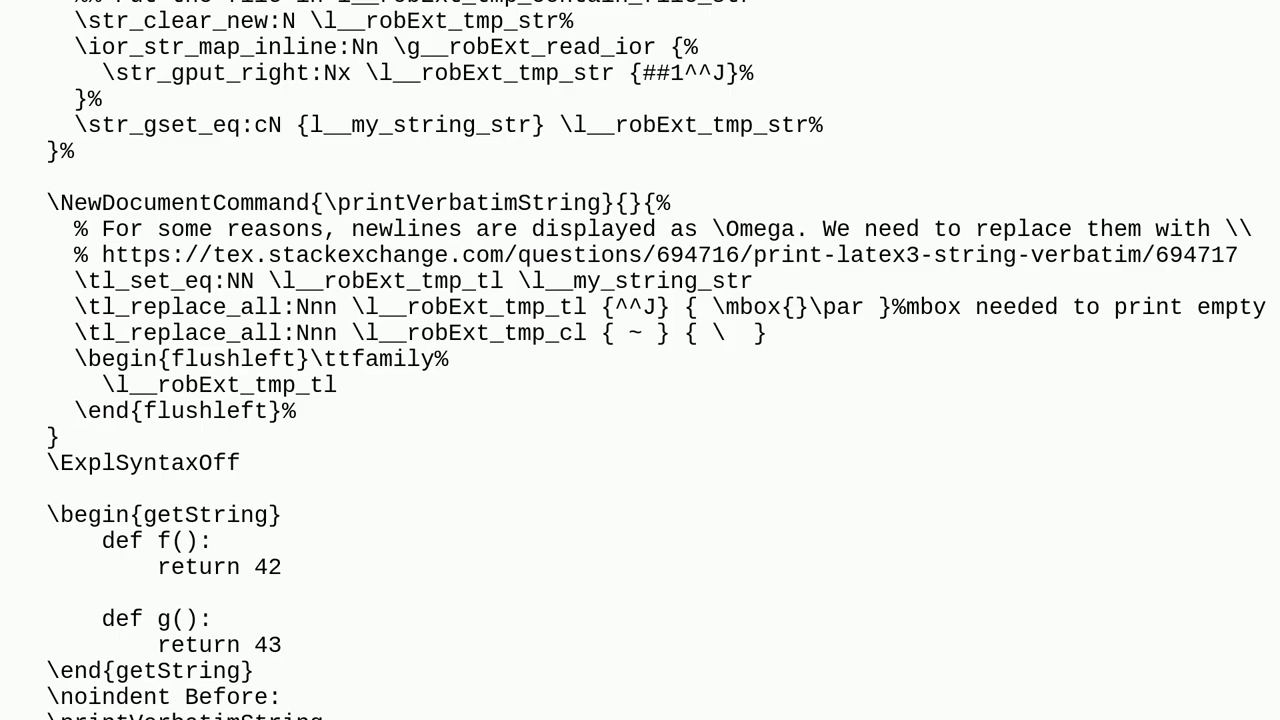 \str_clear_new:N \l__robExt_tmp_str%
\ior_str_map_inline:Nn \g__robExt_read_ior {%
\str_gput_right:Nx \l__robExt_tmp_str {##1^^J}%
}%
\str_gset_eq:cN {l__my_string_str} \l__robExt_tmp_str%
}%
\NewDocumentCommand{\printVerbatimString}{}{%
% For some reasons, newlines are displayed as \Omega. We need to replace them with \\
% https://tex.stackexchange.com/questions/694716/print-latex3-string-verbatim/694717
\tl_set_eq:NN \l__robExt_tmp_tl \l__my_string_str
\tl_replace_all:Nnn \l__robExt_tmp_tl {^^J} { \mbox{}\par }%mbox needed to print empty
\tl_replace_all:Nnn \l__robExt_tmp_cl { ~ } { \  }
\begin{flushleft}\ttfamily%
\l__robExt_tmp_tl
\end{flushleft}%
}
\ExplSyntaxOff
\begin{getString}
def f():
return 42
def g():
return 43
\end{getString}
\noindent Before:
\printVerbatimString